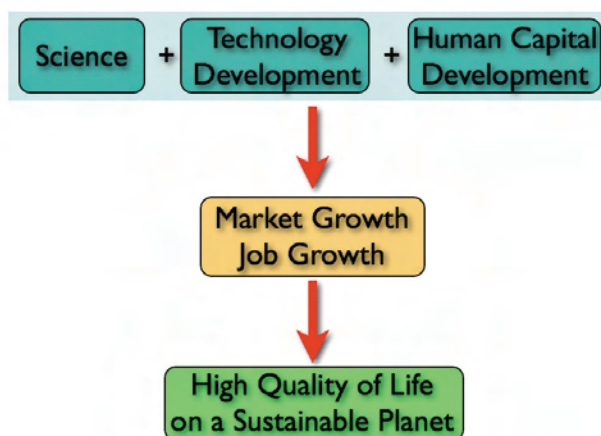 Science + Technology Development + Human Capital Development
Market Growth
Job Growth
High Quality of Life
on a Sustainable Planet